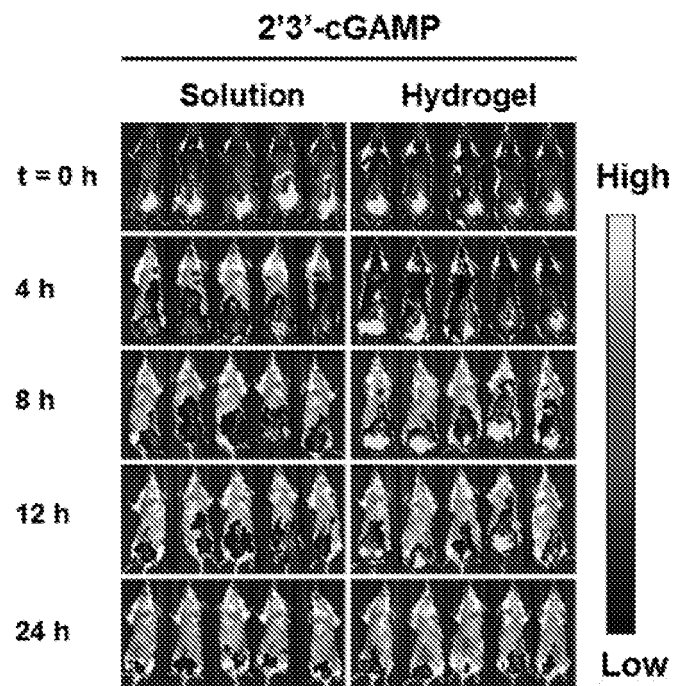 2'3'-cGAMP
Solution Hydrogel
t = 0 h
High
4 h
8 h
12 h
24 h
Low